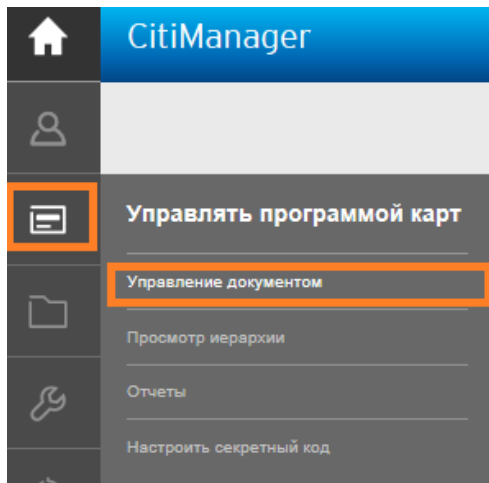 CitiManager
Управлять программой карт
Управление документом
Просмотр иерархии
Отчеты
Настроить секретный код